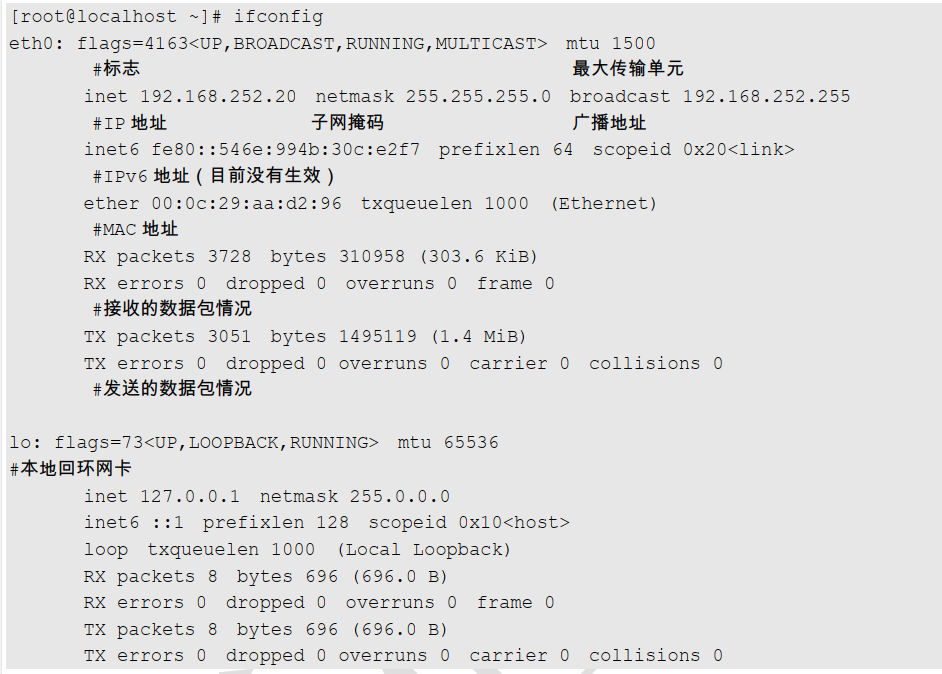 [root@localhost ~]# ifconfig
eth0: flags=4163<UP,BROADCAST,RUNNING,MULTICAST> mtu 1500
#标志 最大传输单元
inet 192.168.252.20 netmask 255.255.255.0 broadcast 192.168.252.255
#IP 地址 子网掩码 广播地址
inet6 fe80::546e:994b:30c:e2f7 prefixlen 64 scopeid 0x20<link>
#IPv6 地址（目前没有生效）
ether 00:0c:29:aa:d2:96 txqueuelen 1000 (Ethernet)
#MAC 地址
RX packets 3728 bytes 310958 (303.6 KiB)
RX errors 0 dropped 0 overruns 0 frame 0
#接收的数据包情况
TX packets 3051 bytes 1495119 (1.4 MiB)
TX errors 0 dropped 0 overruns 0 carrier 0 collisions 0
#发送的数据包情况
lo: flags=73<UP,LOOPBACK,RUNNING> mtu 65536
#本地回环网卡
inet 127.0.0.1 netmask 255.0.0.0
inet6 ::1 prefixlen 128 scopeid 0x10<host>
loop txqueuelen 1000 (Local Loopback)
RX packets 8 bytes 696 (696.0 B)
RX errors 0 dropped 0 overruns 0 frame 0
TX packets 8 bytes 696 (696.0 B)
TX errors 0 dropped 0 overruns 0 carrier 0 collisions 0